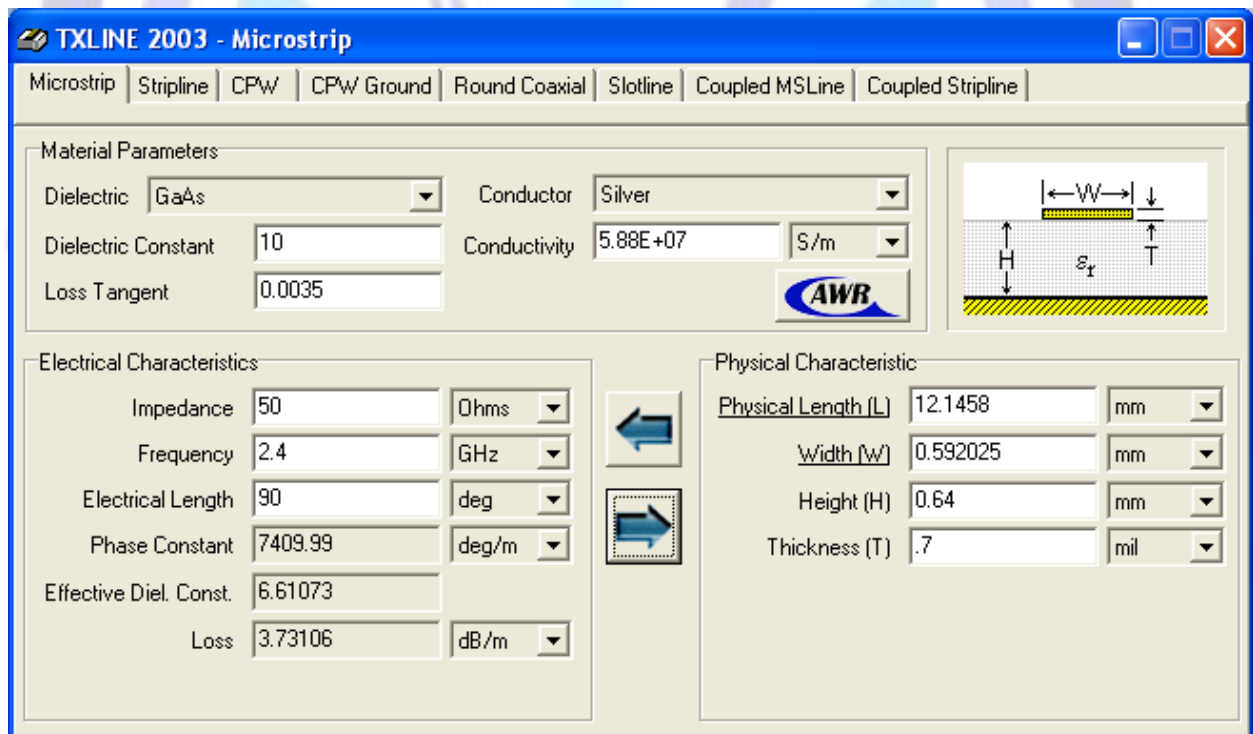 TXLINE 2003 - Microstrip
Microstrip Stripline CPW CPW Ground Round Coaxial Slotline Coupled MSLine Coupled Stripline
Material Parameters
Dielectric GaAs Conductor Silver
Dielectric Constant 10 Conductivity 5.88E+07 S/m
Loss Tangent 0.0035 AWR
W
H εr T
Electrical Characteristics
Impedance 50 Ohms
Frequency 2.4 GHz
Electrical Length 90 deg
Phase Constant 7409.99 deg/m
Effective Diel. Const. 6.61073
Loss 3.73106 dB/m
Physical Characteristic
Physical Length (L) 12.1458 mm
Width (W) 0.592025 mm
Height (H) 0.64 mm
Thickness (T) .7 mil